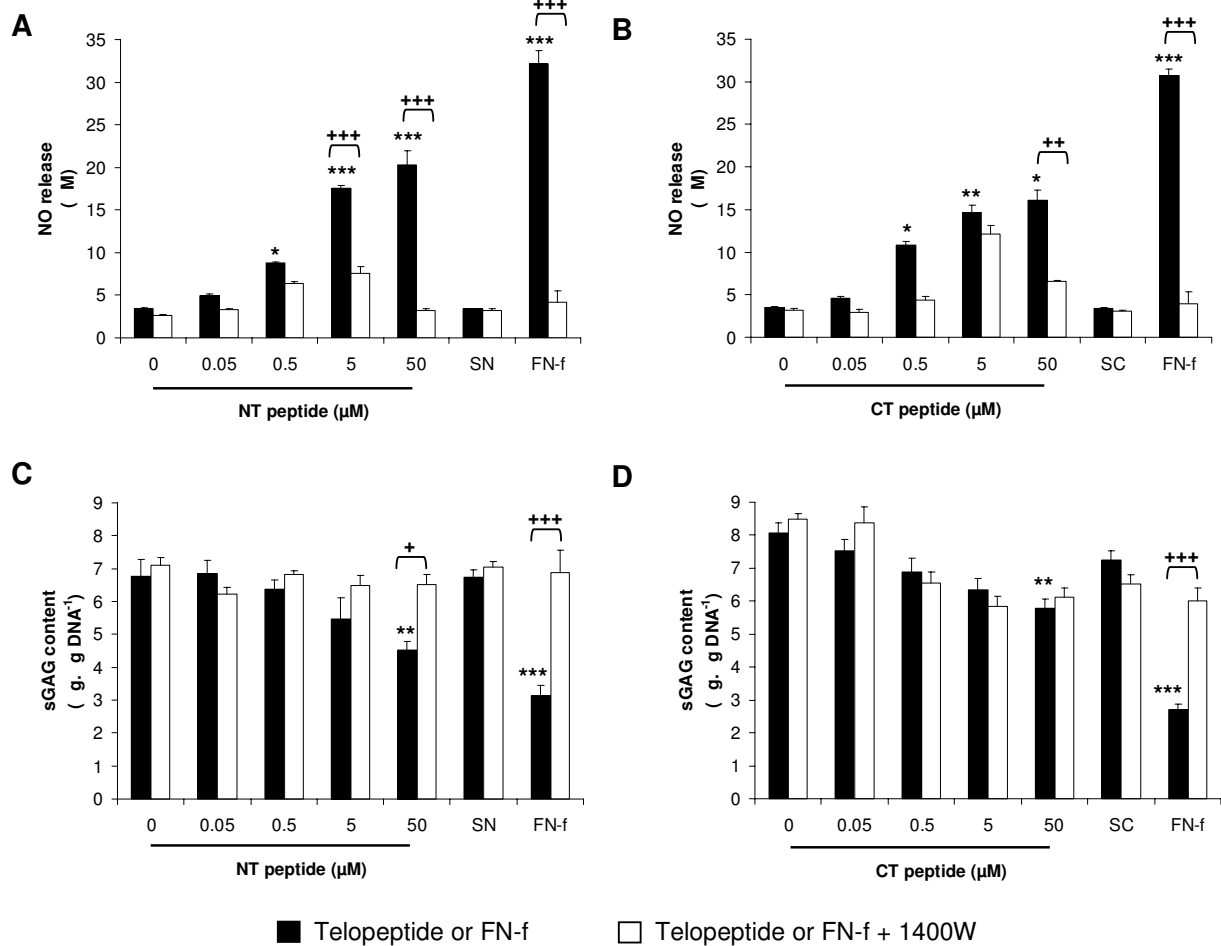 A
+++
35
30
25
20
15
10
5
0
NO release
( M)
*
+++
***
+++
***
***
0 0.05 0.5 5 50 SN FN-f
NT peptide (µM)
B
+++
35
30
25
20
15
10
5
0
NO release
( M)
*
**
++
*
***
0 0.05 0.5 5 50 SC FN-f
CT peptide (µM)
C
9
8
7
6
5
4
3
2
1
0
sGAG content
( g. g DNA-1)
+
**
+++
***
0 0.05 0.5 5 50 SN FN-f
NT peptide (µM)
D
9
8
7
6
5
4
3
2
1
0
sGAG content
( g. g DNA-1)
**
+++
***
0 0.05 0.5 5 50 SC FN-f
CT peptide (µM)
Telopeptide or FN-f
Telopeptide or FN-f + 1400W